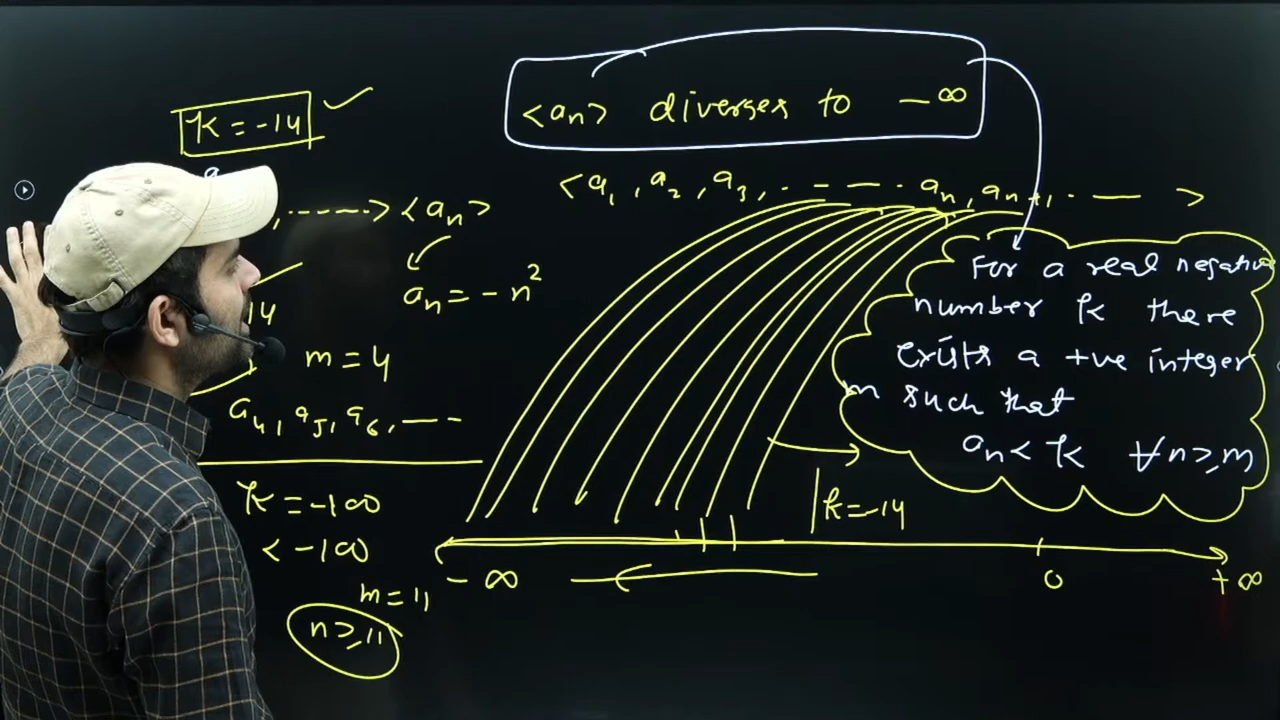 <an> diverges to -∞
K = -14
<a1, a2, a3, ------ an, an+1, ---->
, -----> <an>
an = -n²
14
m = 4
a4, a5, a6, ---
For a real negative
number K there
exists a +ve integer
m such that
an < K ∀n≥m
K = -100
< -100
m = 11
n ≥ 11
k = -14
-∞ 0 +∞